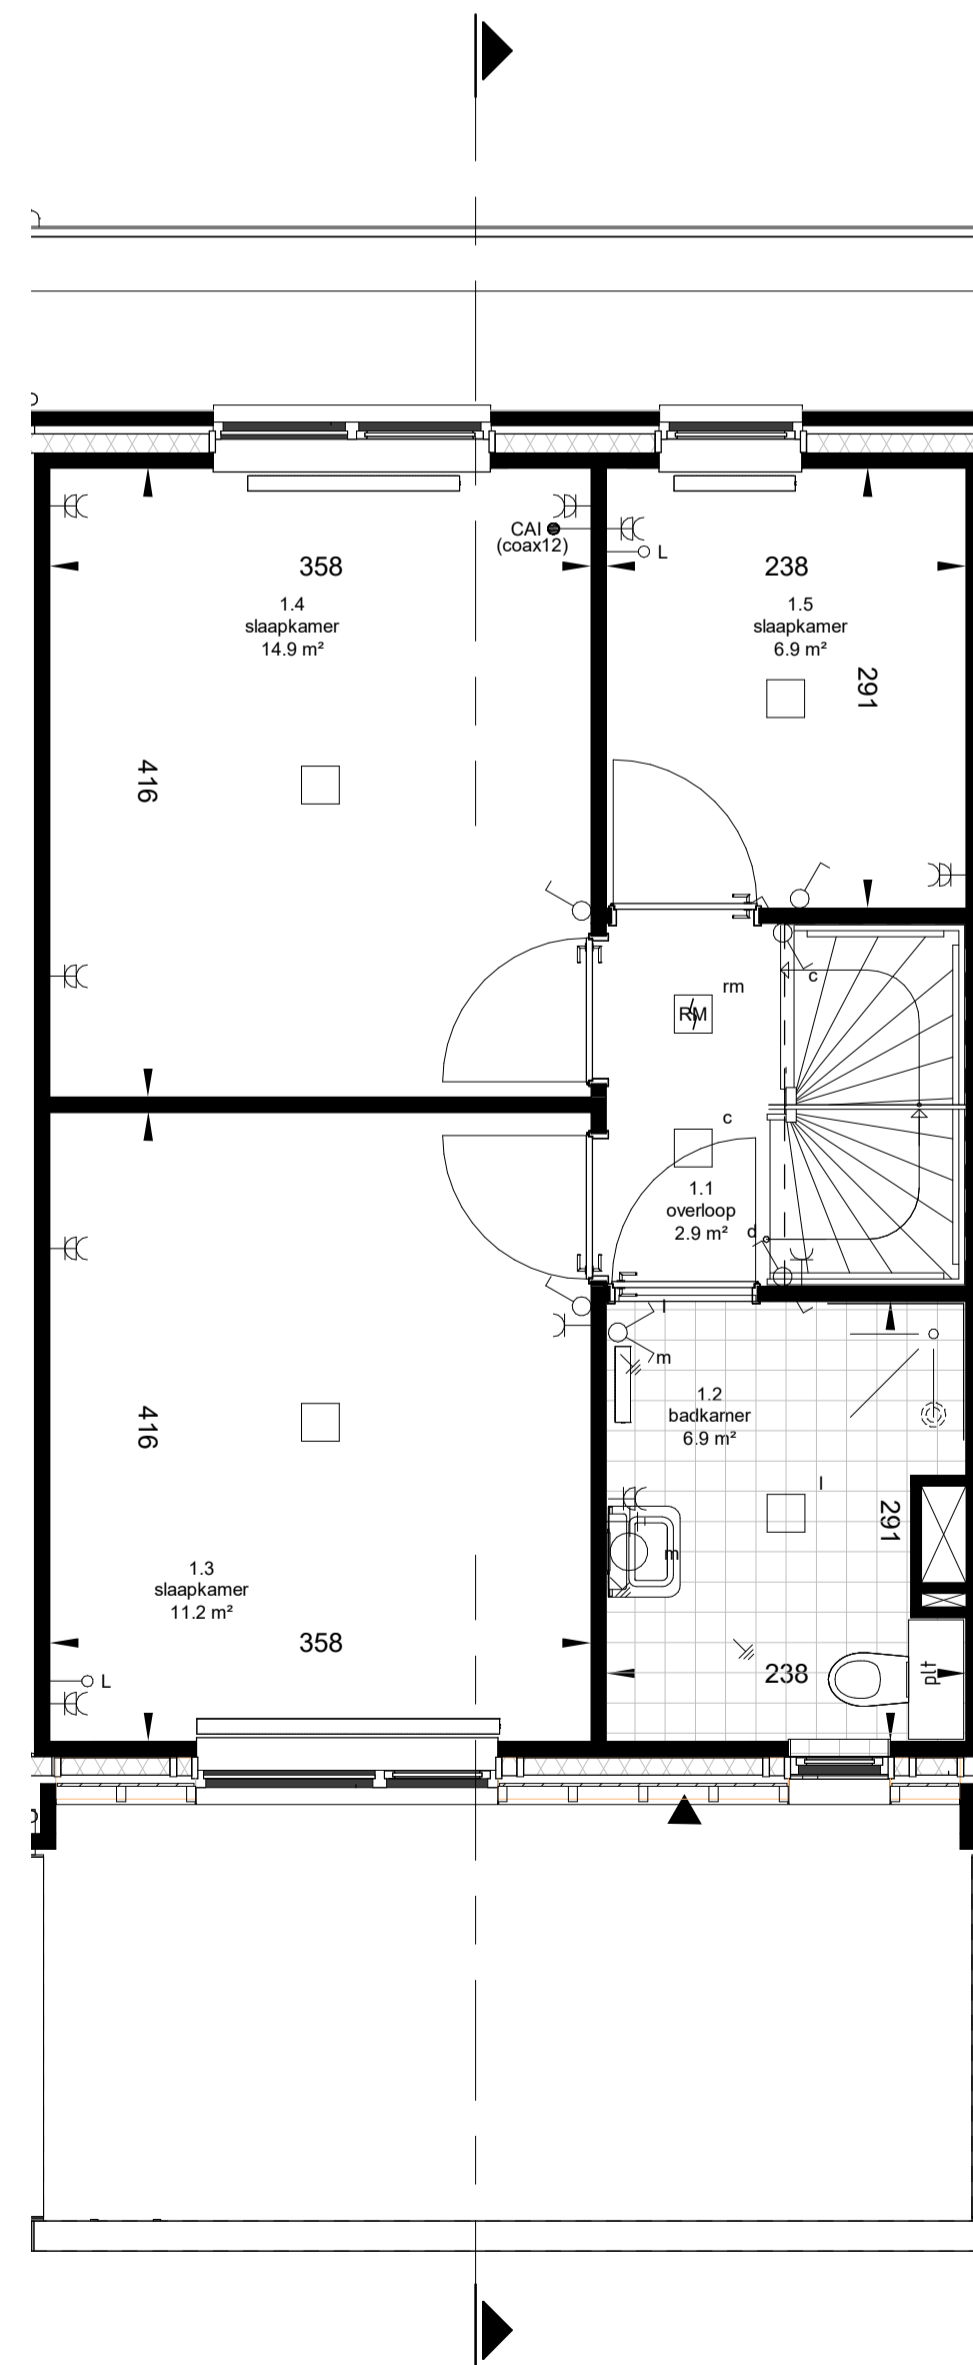 CAI
(coax12)
L
358
238
1.4
slaapkamer
14.9 m²
1.5
slaapkamer
6.9 m²
291
416
rm
c
RM
c
1.1
overloop
2.9 m²
d
l
m
1.2
badkamer
6.9 m²
416
l
291
m
1.3
slaapkamer
11.2 m²
358
238
plt
L